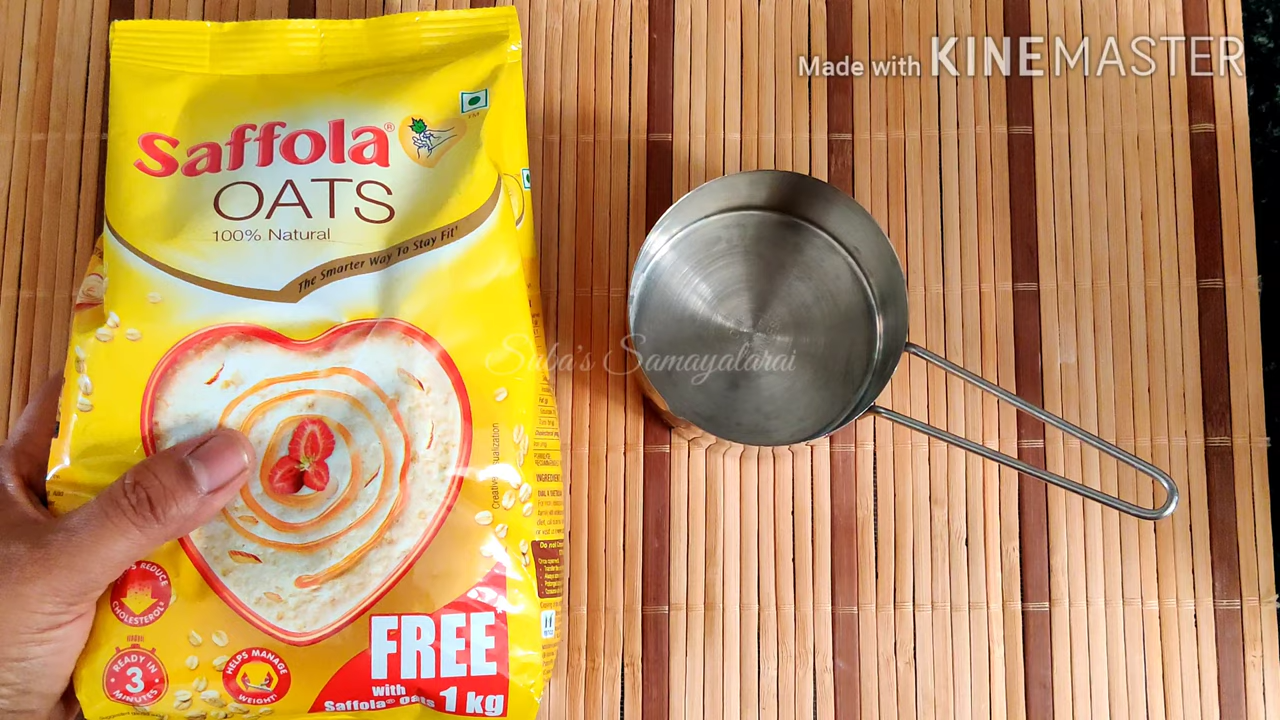 Made with KINEMASTER
Saffola®
OATS
100% Natural
The Smarter Way To Stay Fit¹
Suba's Samayalarai
Creative Visualization
REDUCE
CHOLESTEROL
READY IN
3
MINUTES
HELPS MANAGE
WEIGHT
FREE
with
Saffola® Oats 1 kg